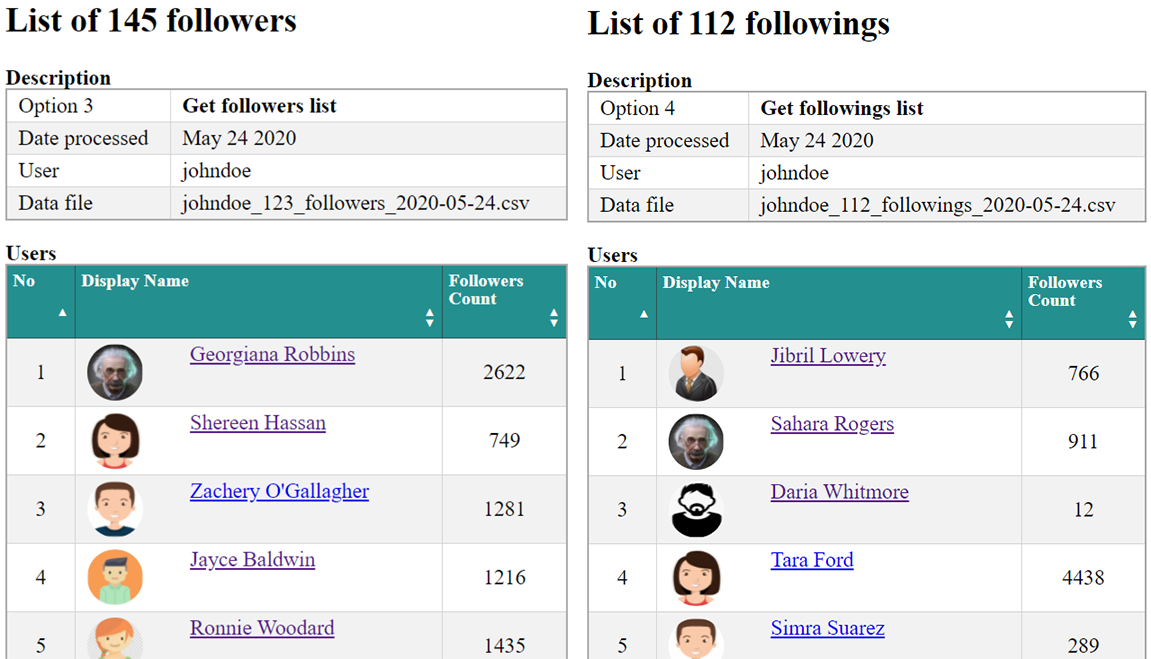 List of 145 followers
Description
Option 3 Get followers list
Date processed May 24 2020
User johndoe
Data file johndoe_123_followers_2020-05-24.csv
Users
No Display Name Followers
Count
1 Georgiana Robbins 2622
2 Shereen Hassan 749
3 Zachery O'Gallagher 1281
4 Jayce Baldwin 1216
5 Ronnie Woodard 1435
List of 112 followings
Description
Option 4 Get followings list
Date processed May 24 2020
User johndoe
Data file johndoe_112_followings_2020-05-24.csv
Users
No Display Name Followers
Count
1 Jibril Lowery 766
2 Sahara Rogers 911
3 Daria Whitmore 12
4 Tara Ford 4438
5 Simra Suarez 289